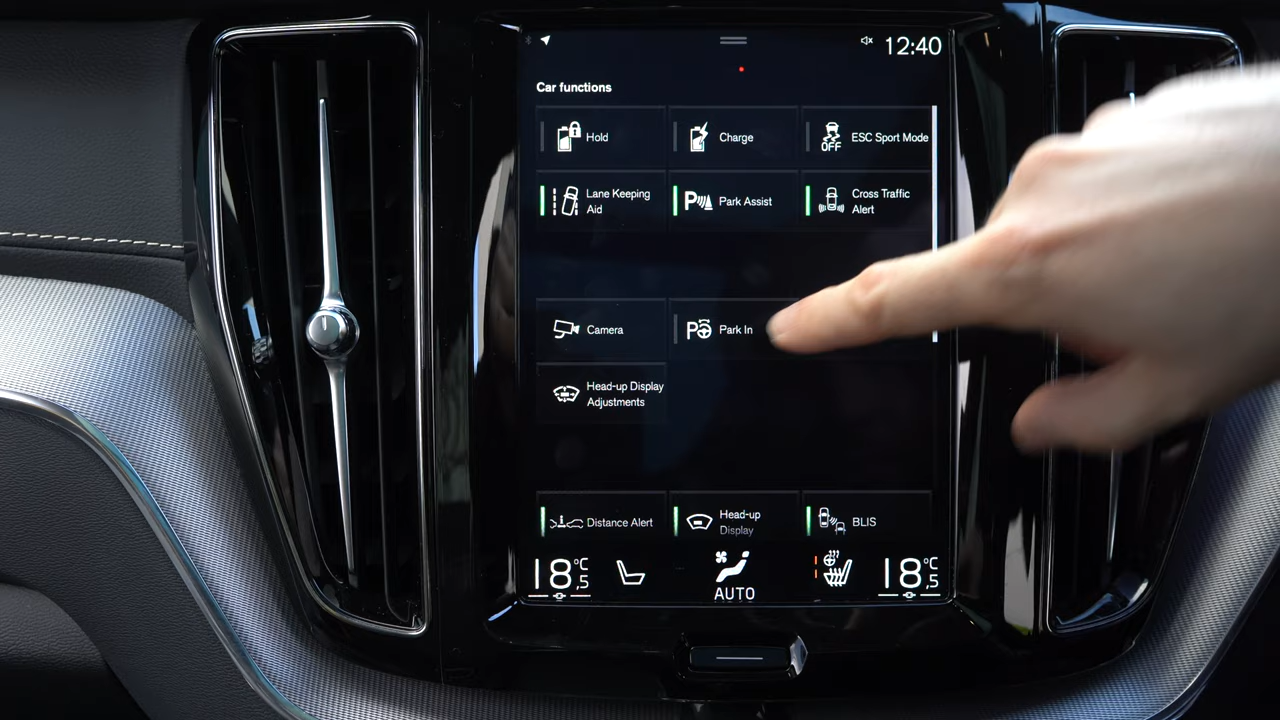 12:40
Car functions
Hold
Charge
OFF
ESC Sport Mode
Lane Keeping
Aid
P
Park Assist
Cross Traffic
Alert
Camera
P
Park In
Head-up Display
Adjustments
Distance Alert
Head-up
Display
BLIS
18,5°C
AUTO
18,5°C